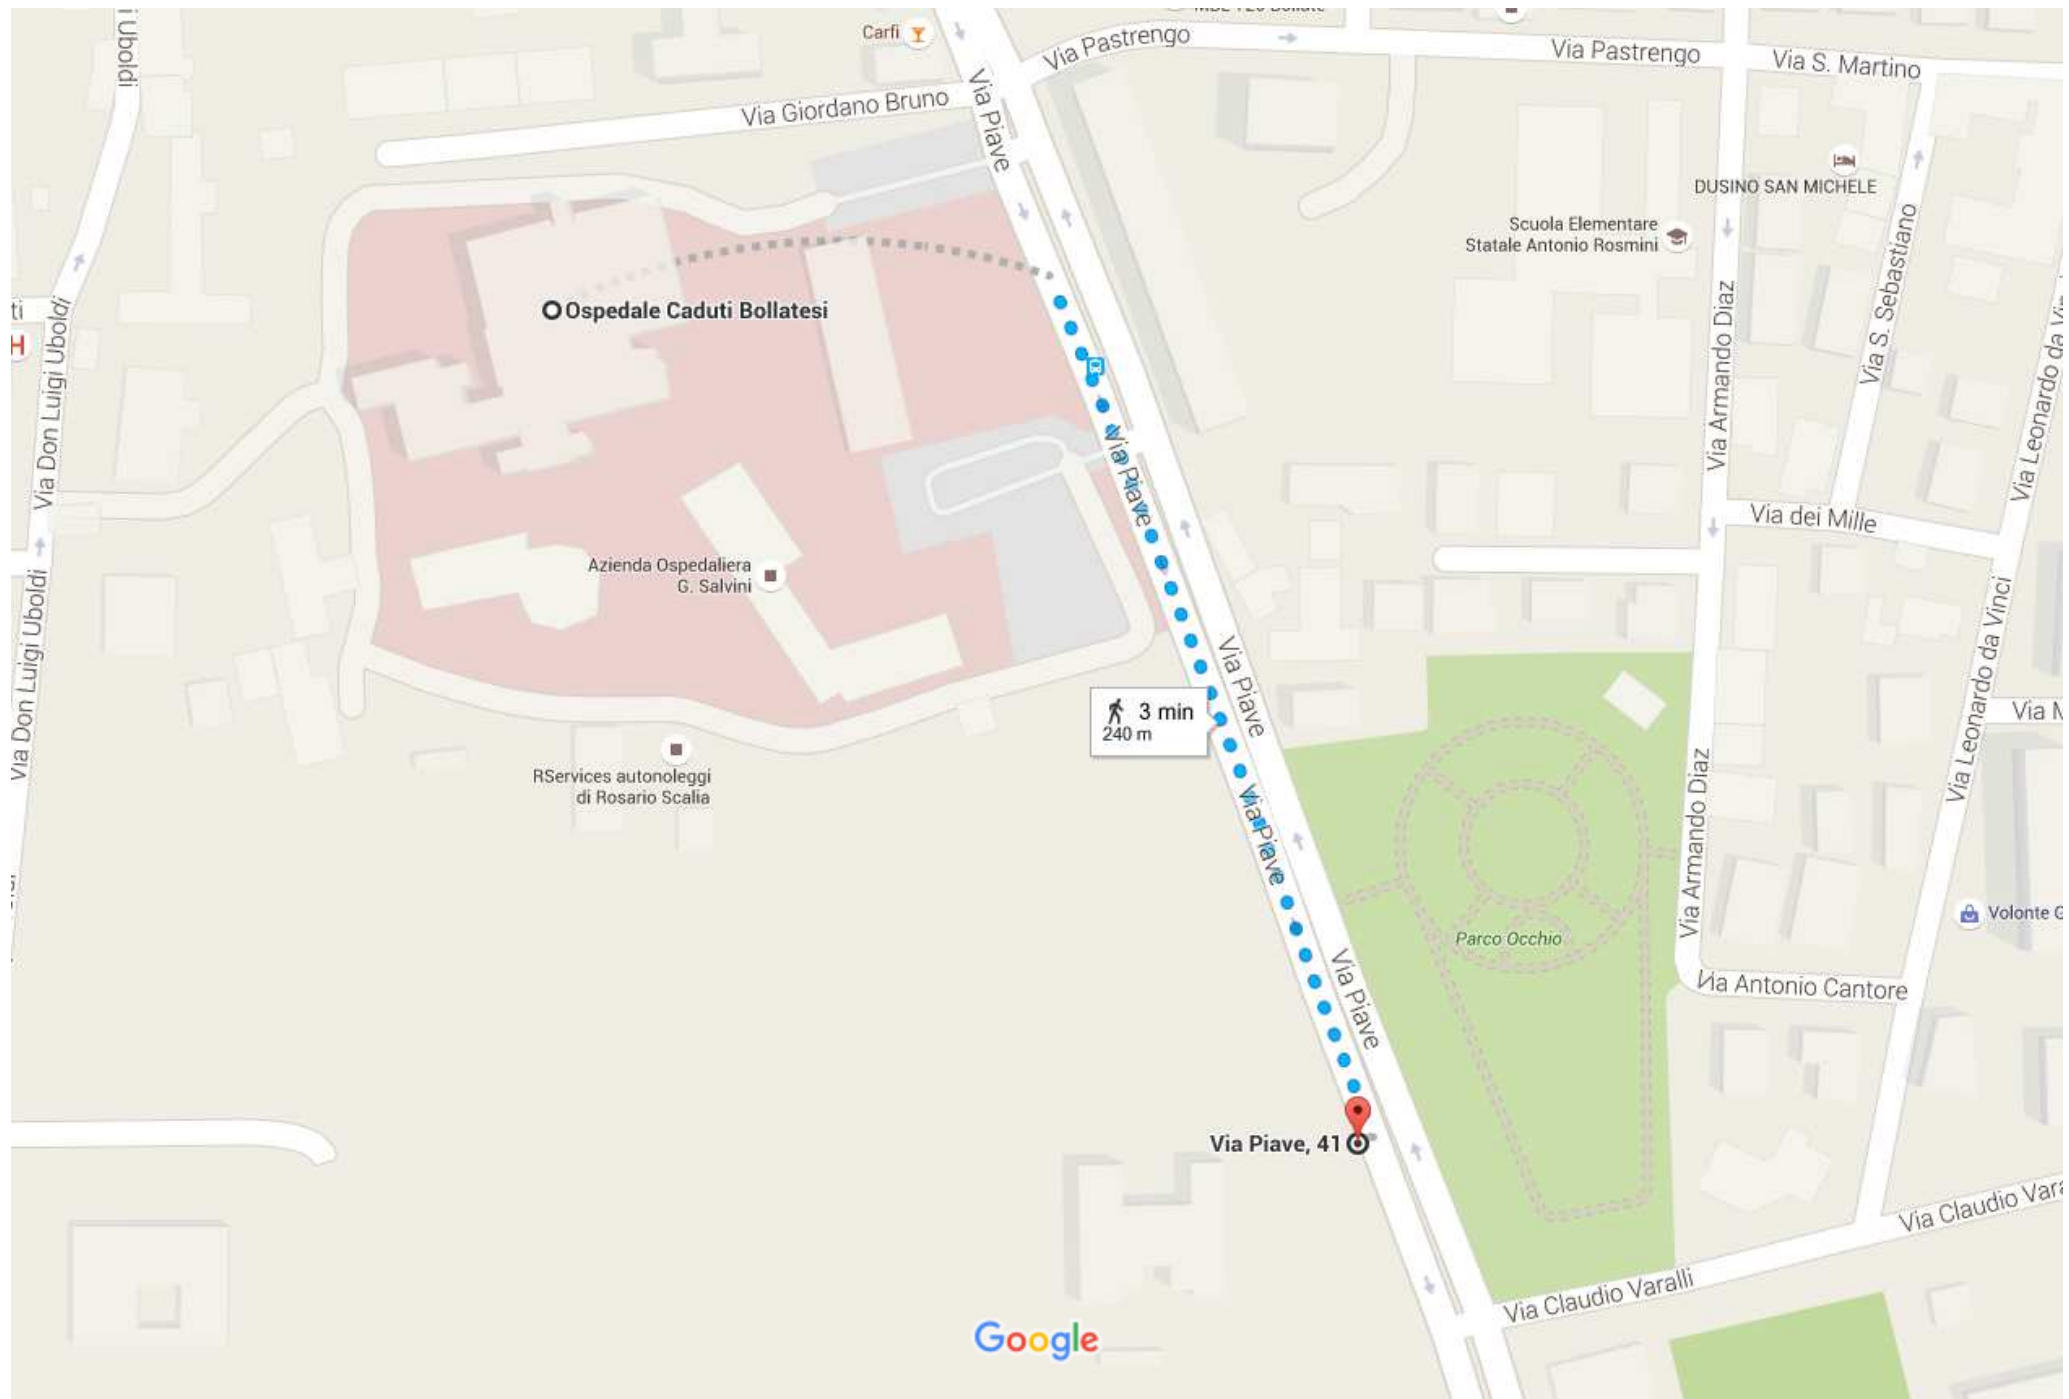 Carfi
Via Pastrengo
Via Pastrengo
Via S. Martino
Uboldi
Via Giordano Bruno
Via Piave
DUSINO SAN MICHELE
Scuola Elementare
Statale Antonio Rosmini
Via S. Sebastiano
Ospedale Caduti Bollatesi
H
Via Don Luigi Uboldi
Via Armando Diaz
Via Leonardo da
Via Piave
Via dei Mille
Azienda Ospedaliera
G. Salvini
Via Don Luigi Uboldi
Via Leonardo da Vinci
Via Piave
3 min
240 m
Via
RServices autonoleggi
di Rosario Scalia
Via Armando Diaz
Via Piave
Volonte
Parco Occhio
Via Antonio Cantore
Via Piave
Via Piave, 41
Via Claudio
Via Claudio Varalli
Google